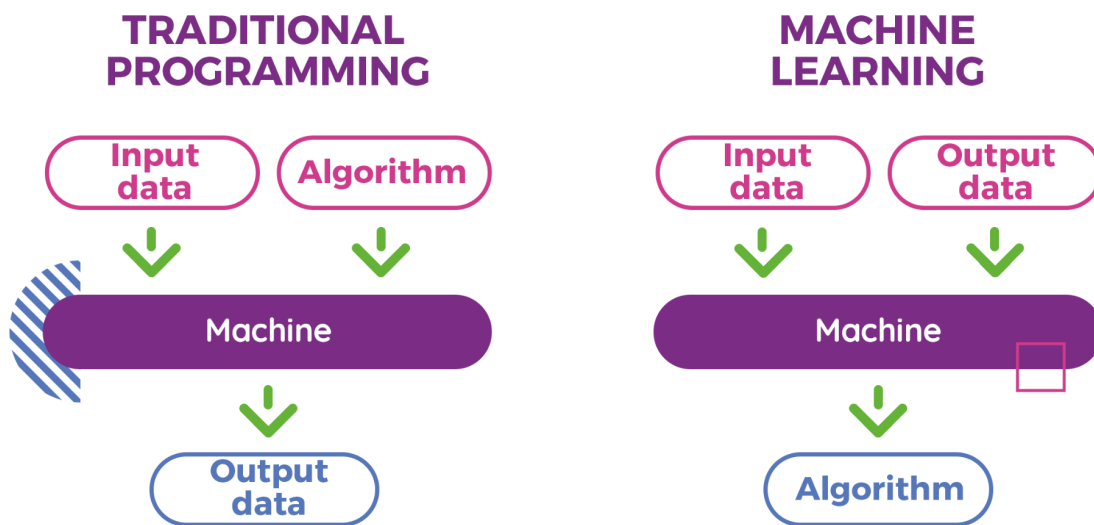 TRADITIONAL
PROGRAMMING
Input
data
Algorithm
Machine
Output
data
MACHINE
LEARNING
Input
data
Output
data
Machine
Algorithm